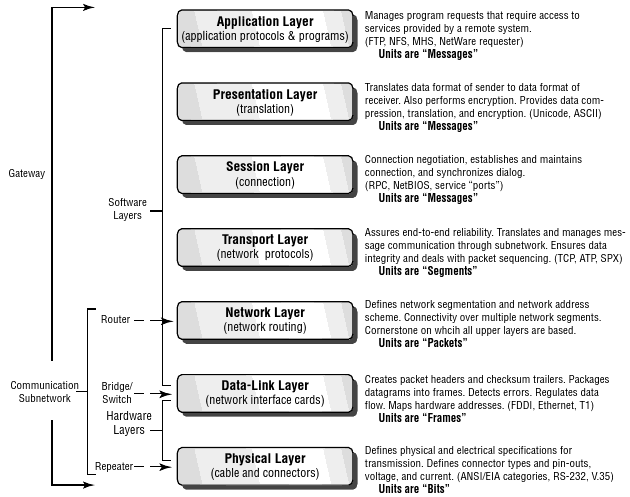 Application Layer
(application protocols & programs)
Manages program requests that require access to
services provided by a remote system.
(FTP, NFS, MHS, NetWare requester)
Units are “Messages”
Presentation Layer
(translation)
Translates data format of sender to data format of
receiver. Also performs encryption. Provides data com-
pression, translation, and encryption. (Unicode, ASCII)
Units are “Messages”
Gateway
Session Layer
(connection)
Connection negotiation, establishes and maintains
connection, and synchronizes dialog.
(RPC, NetBIOS, service “ports”)
Units are “Messages”
Software
Layers
Transport Layer
(network protocols)
Assures end-to-end reliability. Translates and manages mes-
sage communication through subnetwork. Ensures data
integrity and deals with packet sequencing. (TCP, ATP, SPX)
Units are “Segments”
Router
Network Layer
(network routing)
Defines network segmentation and network address
scheme. Connectivity over multiple network segments.
Cornerstone on whcih all upper layers are based.
Units are “Packets”
Communication
Subnetwork
Bridge/
Switch
Data-Link Layer
(network interface cards)
Creates packet headers and checksum trailers. Packages
datagrams into frames. Detects errors. Regulates data
flow. Maps hardware addresses. (FDDI, Ethernet, T1)
Units are “Frames”
Hardware
Layers
Repeater
Physical Layer
(cable and connectors)
Defines physical and electrical specifications for
transmission. Defines connector types and pin-outs,
voltage, and current. (ANSI/EIA categories, RS-232, V.35)
Units are “Bits”